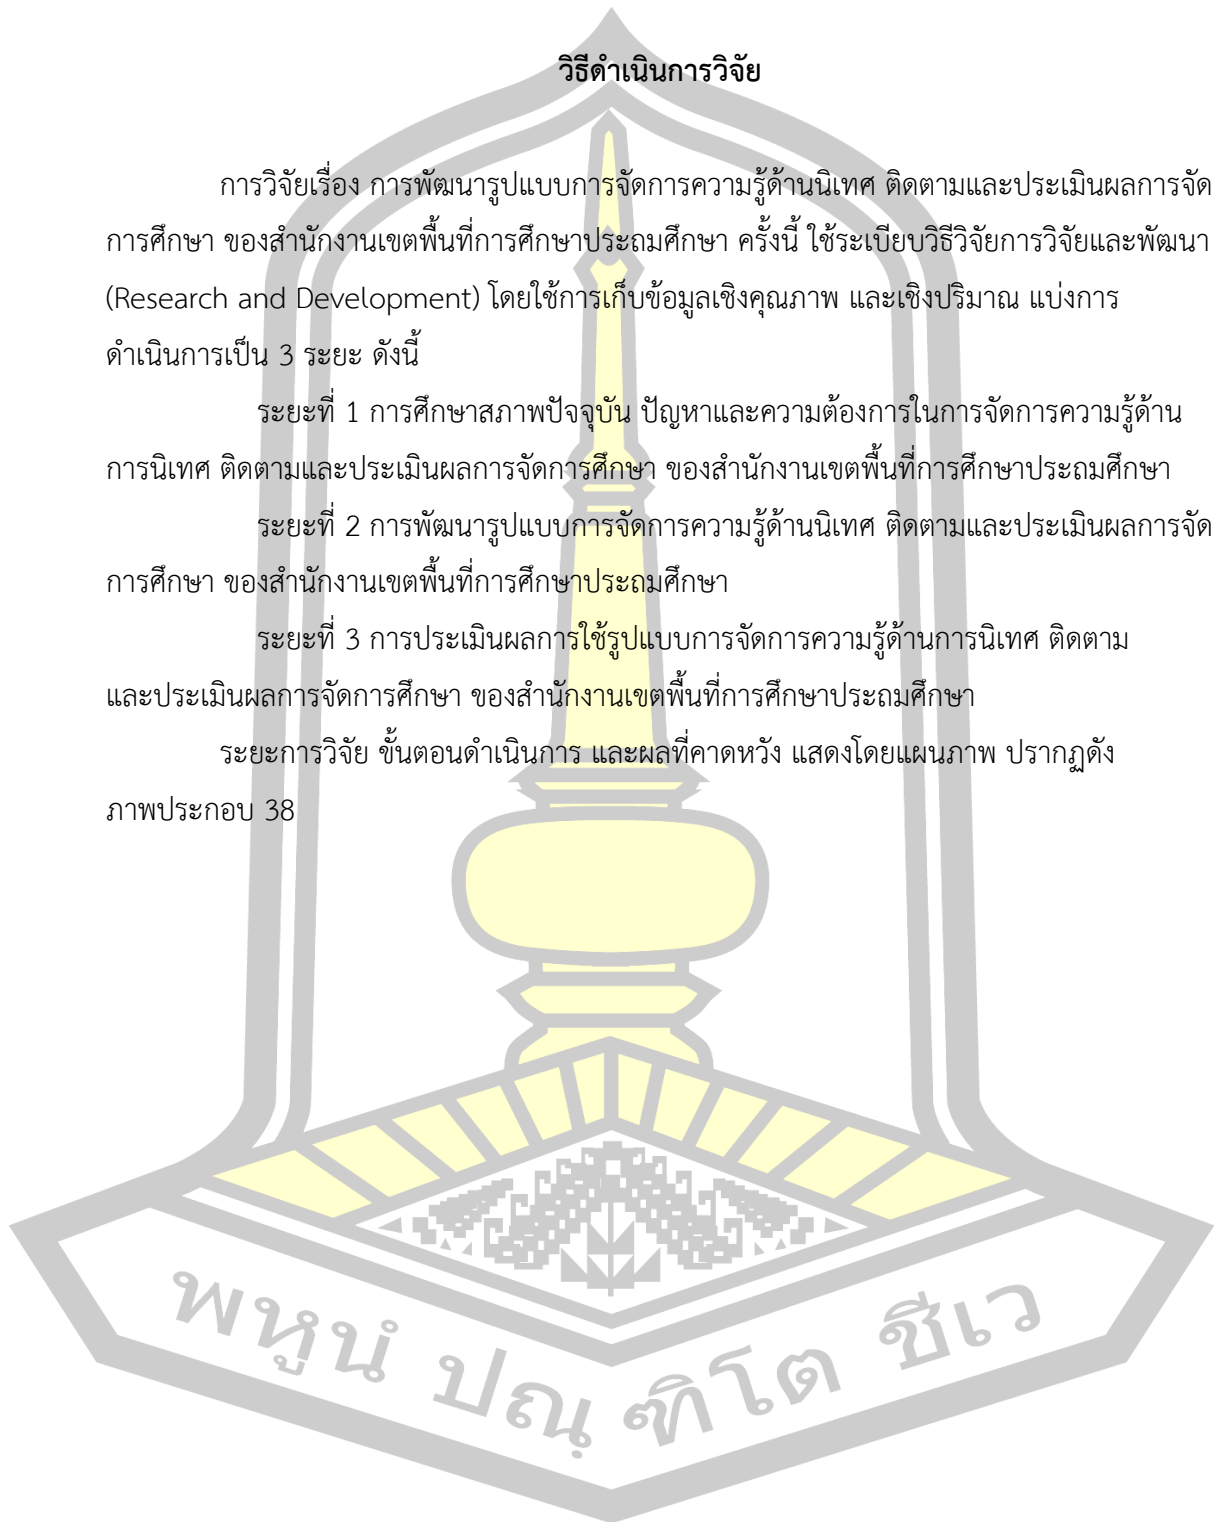 วิธีดำเนินการวิจัย
การวิจัยเรื่อง การพัฒนารูปแบบการจัดการความรู้ด้านนิเทศ ติดตามและประเมินผลการจัด
การศึกษา ของสำนักงานเขตพื้นที่การศึกษาประถมศึกษา ครั้งนี้ ใช้ระเบียบวิธีวิจัยการวิจัยและพัฒนา
(Research and Development) โดยใช้การเก็บข้อมูลเชิงคุณภาพ และเชิงปริมาณ แบ่งการ
ดำเนินการเป็น 3 ระยะ ดังนี้
ระยะที่ 1 การศึกษาสภาพปัจจุบัน ปัญหาและความต้องการในการจัดการความรู้ด้าน
การนิเทศ ติดตามและประเมินผลการจัดการศึกษา ของสำนักงานเขตพื้นที่การศึกษาประถมศึกษา
ระยะที่ 2 การพัฒนารูปแบบการจัดการความรู้ด้านนิเทศ ติดตามและประเมินผลการจัด
การศึกษา ของสำนักงานเขตพื้นที่การศึกษาประถมศึกษา
ระยะที่ 3 การประเมินผลการใช้รูปแบบการจัดการความรู้ด้านการนิเทศ ติดตาม
และประเมินผลการจัดการศึกษา ของสำนักงานเขตพื้นที่การศึกษาประถมศึกษา
ระยะการวิจัย ขั้นตอนดำเนินการ และผลที่คาดหวัง แสดงโดยแผนภาพ ปรากฏดัง
ภาพประกอบ 38
พหูนํ ปณฺ ฑิโต ชีเว